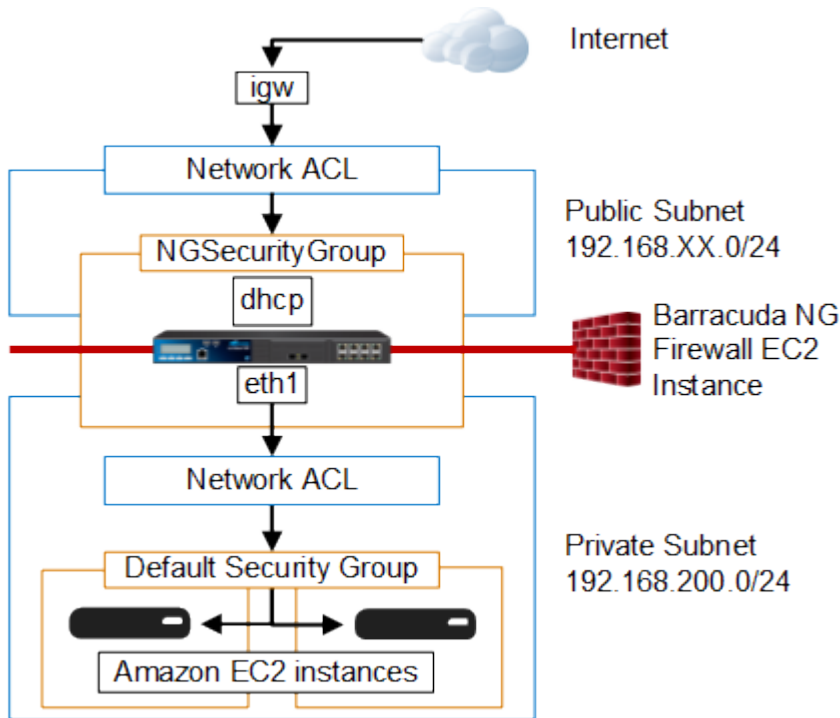 Internet
igw
Network ACL
Public Subnet
192.168.XX.0/24
NGSecurityGroup
dhcp
Barracuda NG
Firewall EC2
Instance
eth1
Network ACL
Private Subnet
192.168.200.0/24
Default Security Group
Amazon EC2 instances